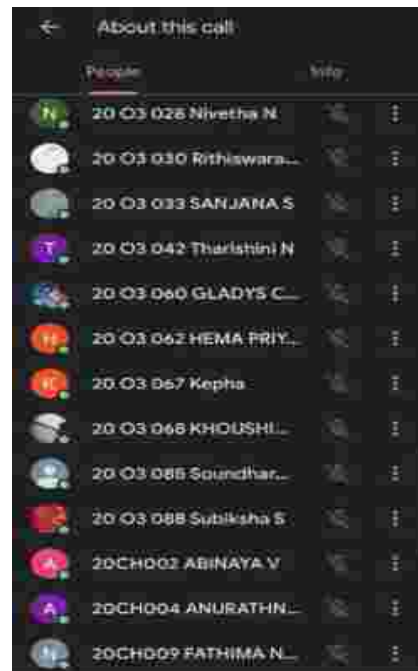 About this call
People Info
N 20 O3 028 Nivetha N
20 O3 030 Rithiswara...
20 O3 033 SANJANA S
T 20 O3 042 Tharishini N
20 O3 060 GLADYS C...
H 20 O3 062 HEMA PRIY...
K 20 O3 067 Kepha
20 O3 068 KHOUSHI...
20 O3 085 Soundhar...
20 O3 088 Subiksha S
A 20CH002 ABINAYA V
A 20CH004 ANURATHN...
20CH009 FATHIMA N...